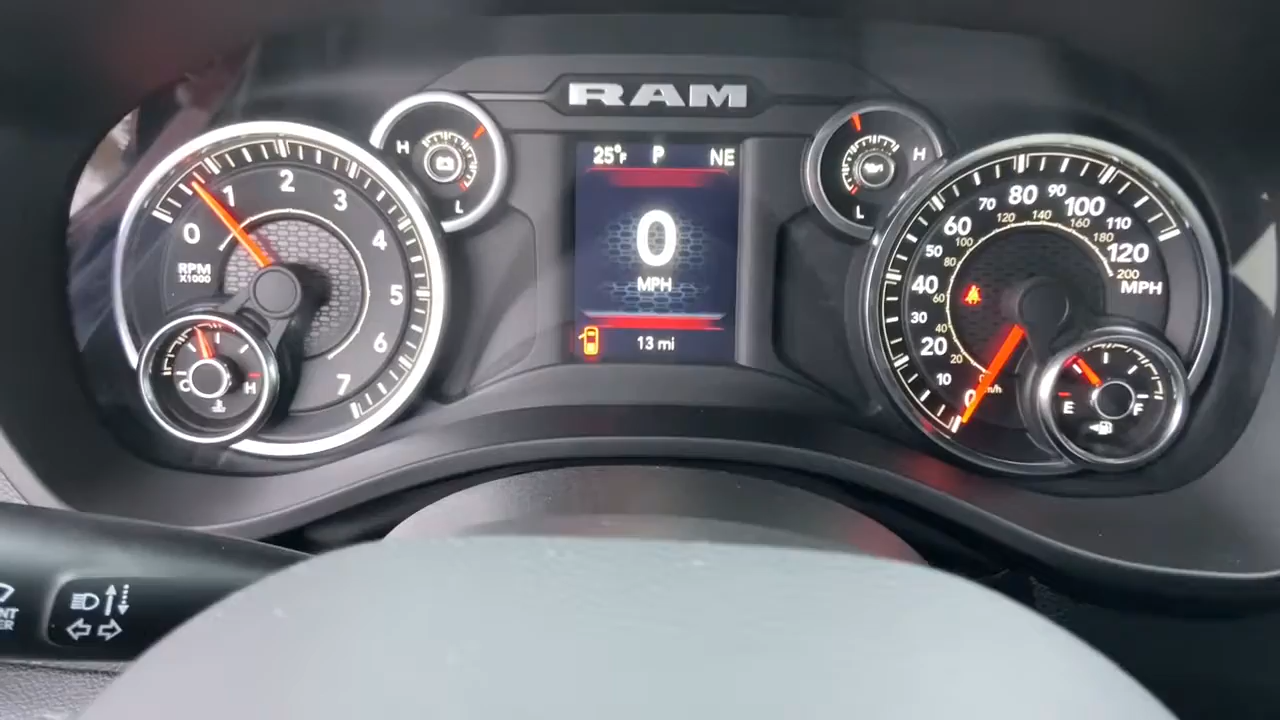 RAM
25°F P NE
0
MPH
13 mi
0 1 2 3 4 5 6 7
RPM
X1000
C H
H
L
H
L
0 10 20 30 40 50 60 70 80 90 100 110 120
MPH
20 40 60 80 100 120 140 160 180 200
E F